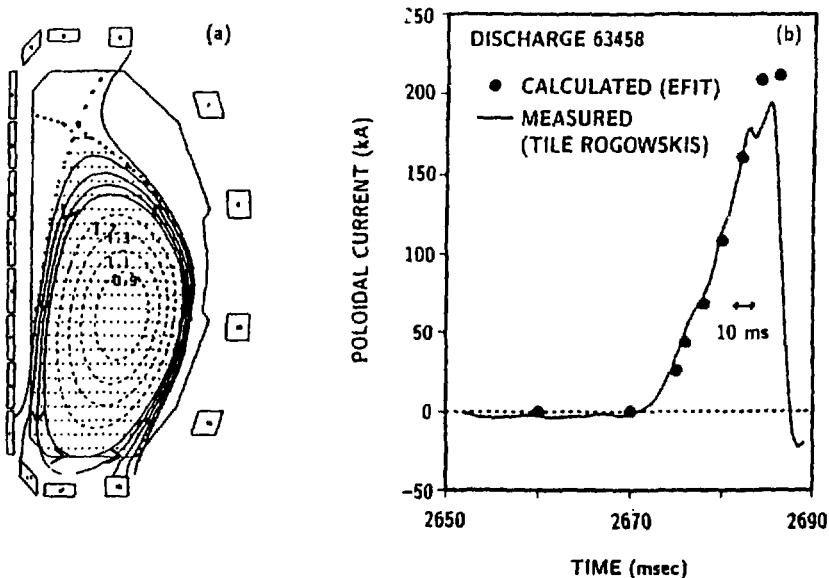 (a)
1.3
1.1
0.9
(b)
DISCHARGE 63458
CALCULATED (EFIT)
MEASURED
(TILE ROGOWSKIS)
10 ms
250
200
150
100
50
0
-50
POLOIDAL CURRENT (kA)
2650
2670
2690
TIME (msec)